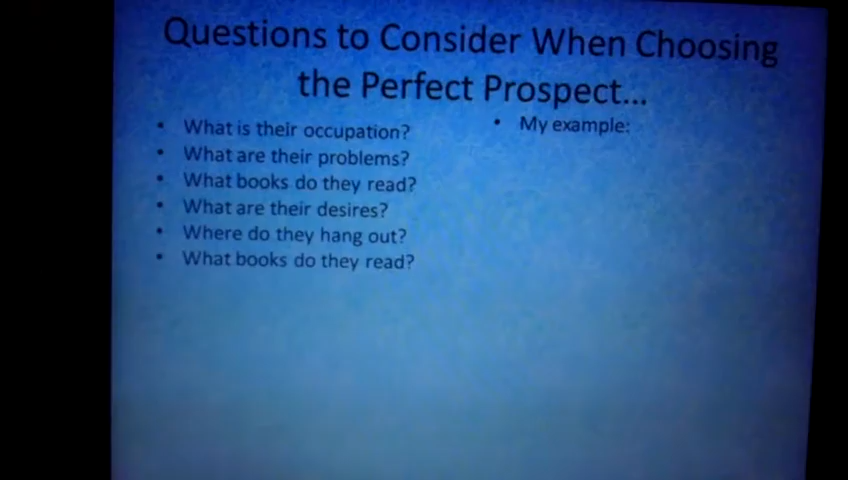 Questions to Consider When Choosing
the Perfect Prospect...
• What is their occupation?
• What are their problems?
• What books do they read?
• What are their desires?
• Where do they hang out?
• What books do they read?
• My example: